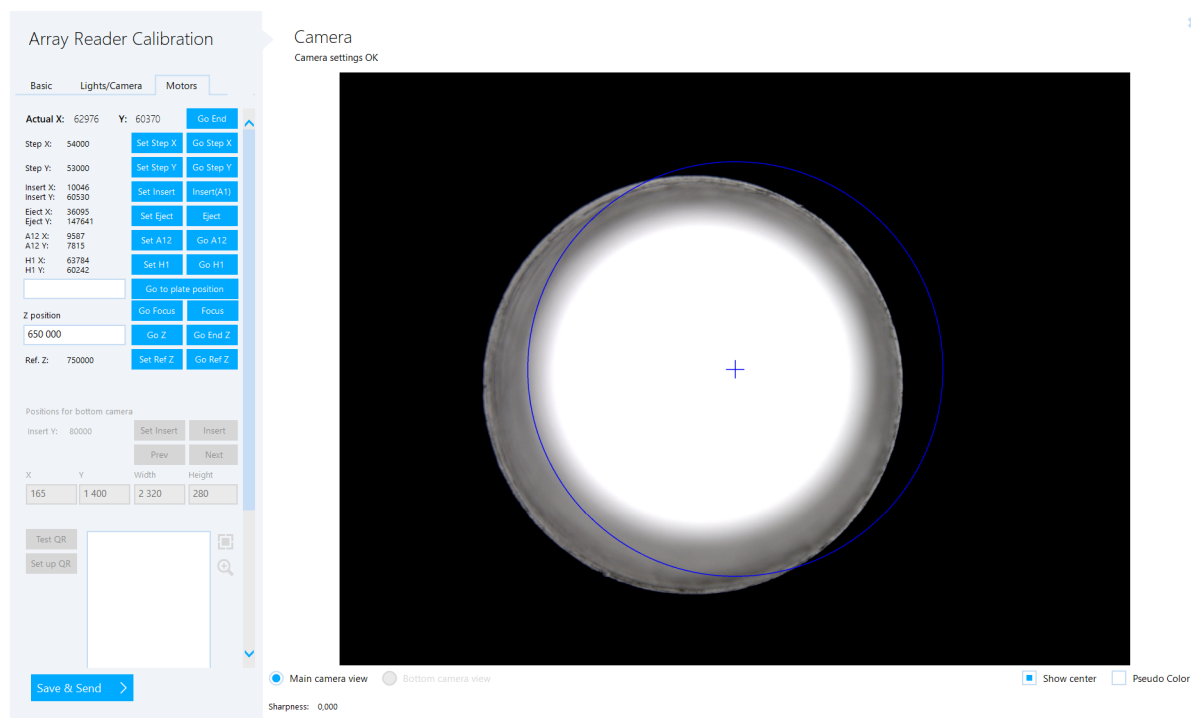 Array Reader Calibration
Basic Lights/Camera Motors
Actual X: 62976 Y: 60370 Go End
Step X: 54000 Set Step X Go Step X
Step Y: 53000 Set Step Y Go Step Y
Insert X: 10046
Insert Y: 60530 Set Insert Insert(A1)
Eject X: 36095
Eject Y: 147641 Set Eject Eject
A12 X: 9587
A12 Y: 7815 Set A12 Go A12
H1 X: 63784
H1 Y: 60242 Set H1 Go H1
Go to plate position
Go Focus Focus
Z position
650 000 Go Z Go End Z
Ref. Z: 750000 Set Ref Z Go Ref Z
Positions for bottom camera
Insert Y: 80000 Set Insert Insert
Prev Next
X Y Width Height
165 1 400 2 320 280
Test QR
Set up QR
Save & Send
Camera
Camera settings OK
Main camera view Bottom camera view Show center Pseudo Color
Sharpness: 0,000